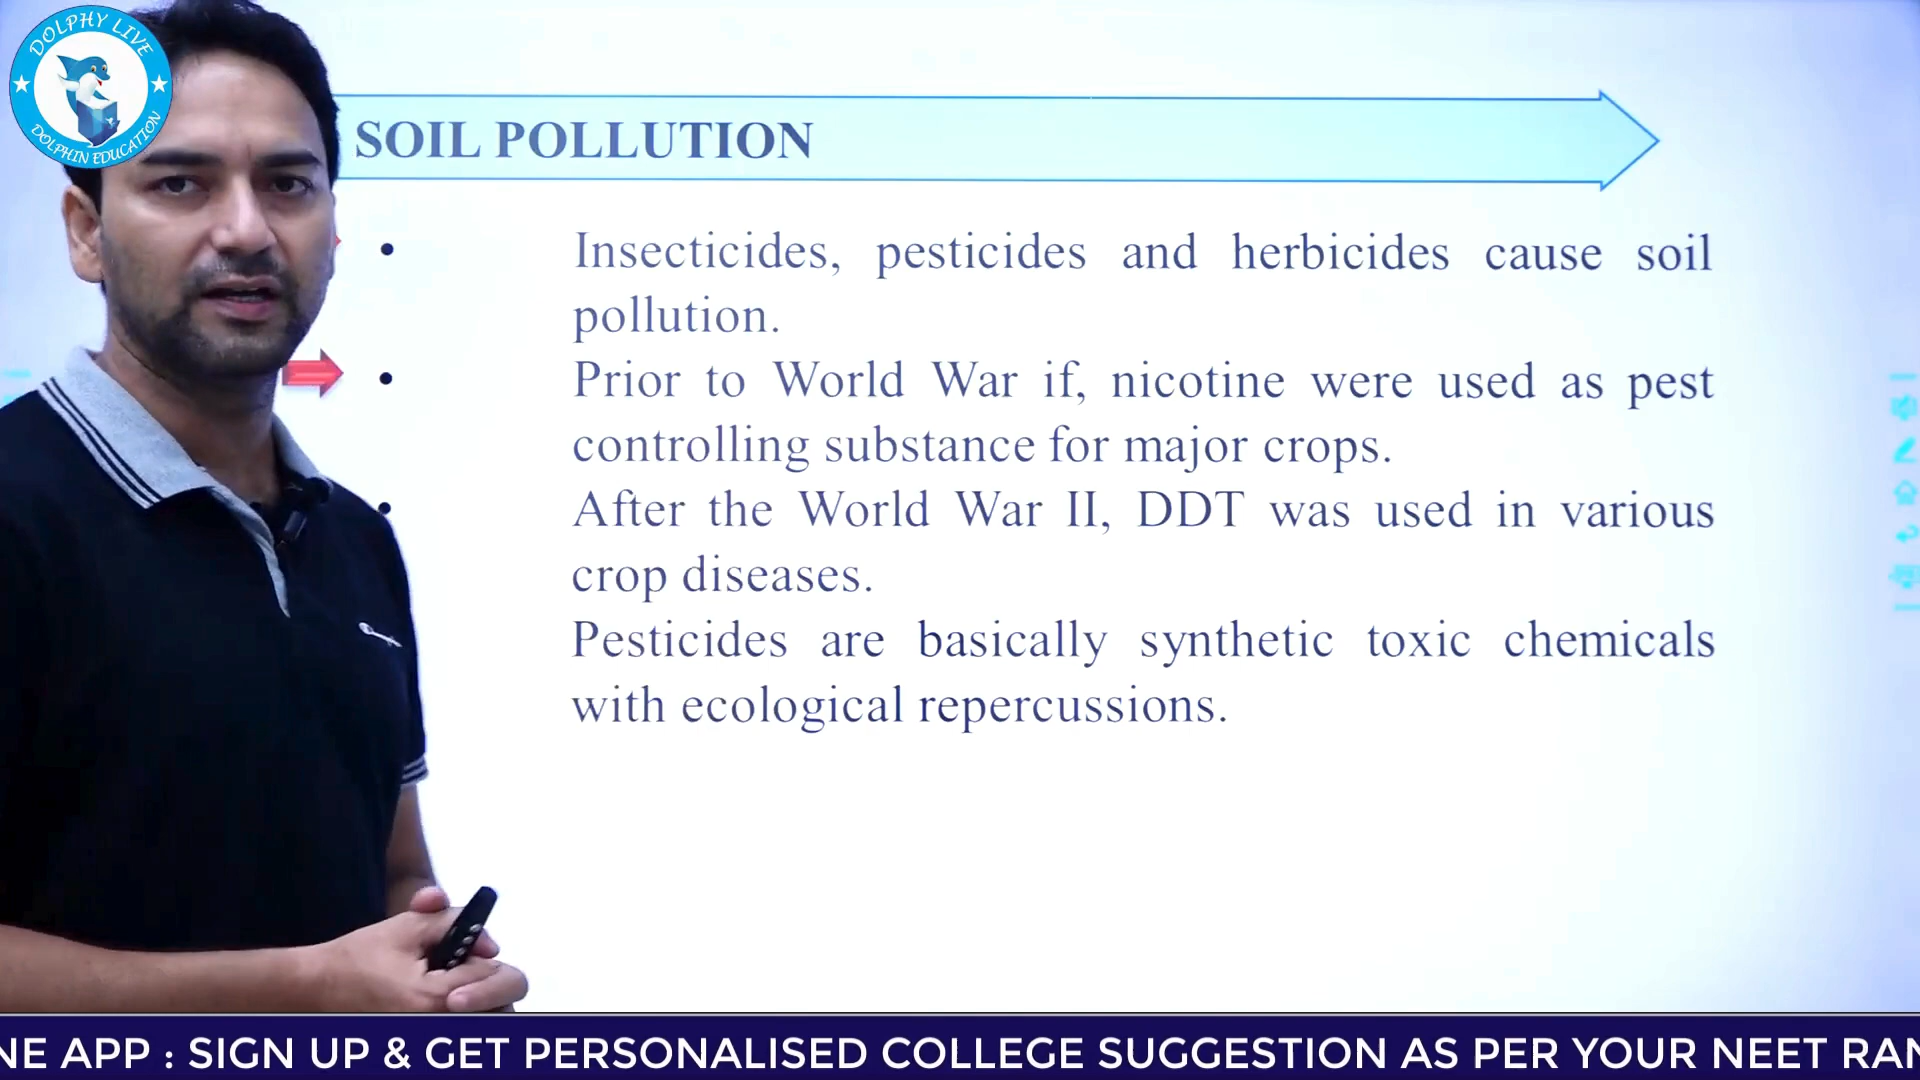 DOLPHY LIVE
DOLPHIN EDUCATION
SOIL POLLUTION
• Insecticides, pesticides and herbicides cause soil
pollution.
• Prior to World War if, nicotine were used as pest
controlling substance for major crops.
• After the World War II, DDT was used in various
crop diseases.
Pesticides are basically synthetic toxic chemicals
with ecological repercussions.
NE APP : SIGN UP & GET PERSONALISED COLLEGE SUGGESTION AS PER YOUR NEET RAN